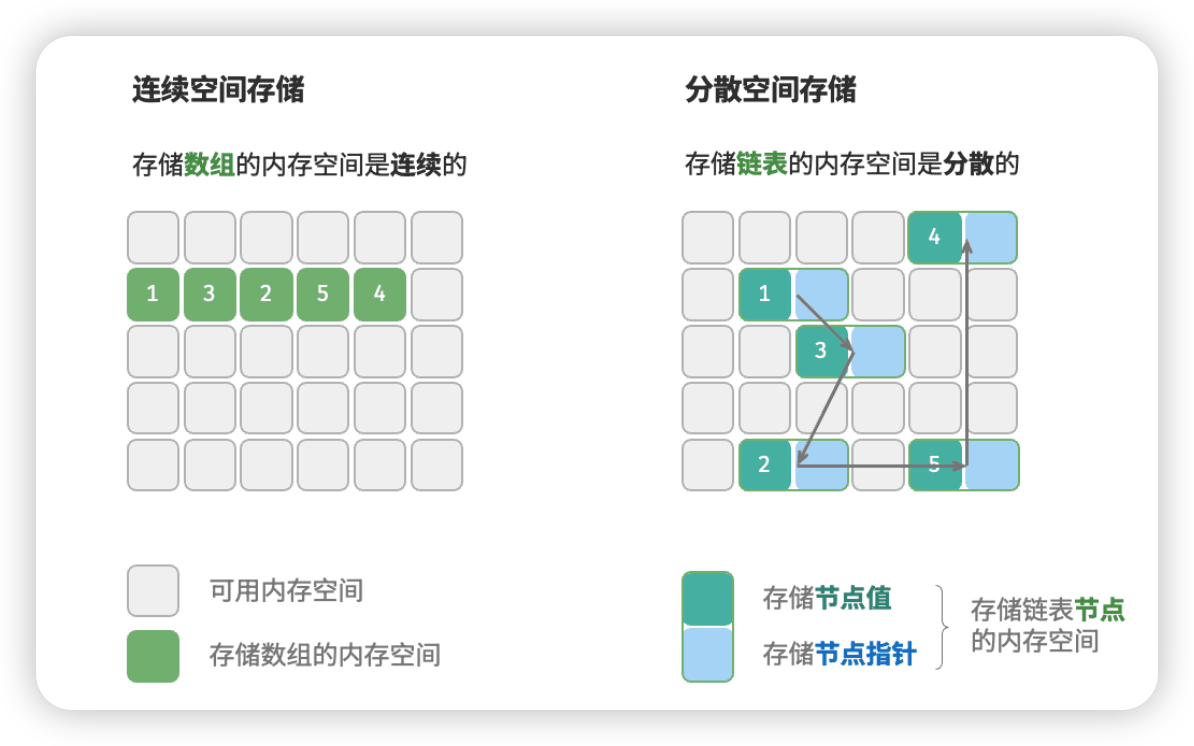 连续空间存储
存储数组的内存空间是连续的
1 3 2 5 4
可用内存空间
存储数组的内存空间
分散空间存储
存储链表的内存空间是分散的
4
1
3
2 5
存储节点值
存储节点指针
存储链表节点
的内存空间